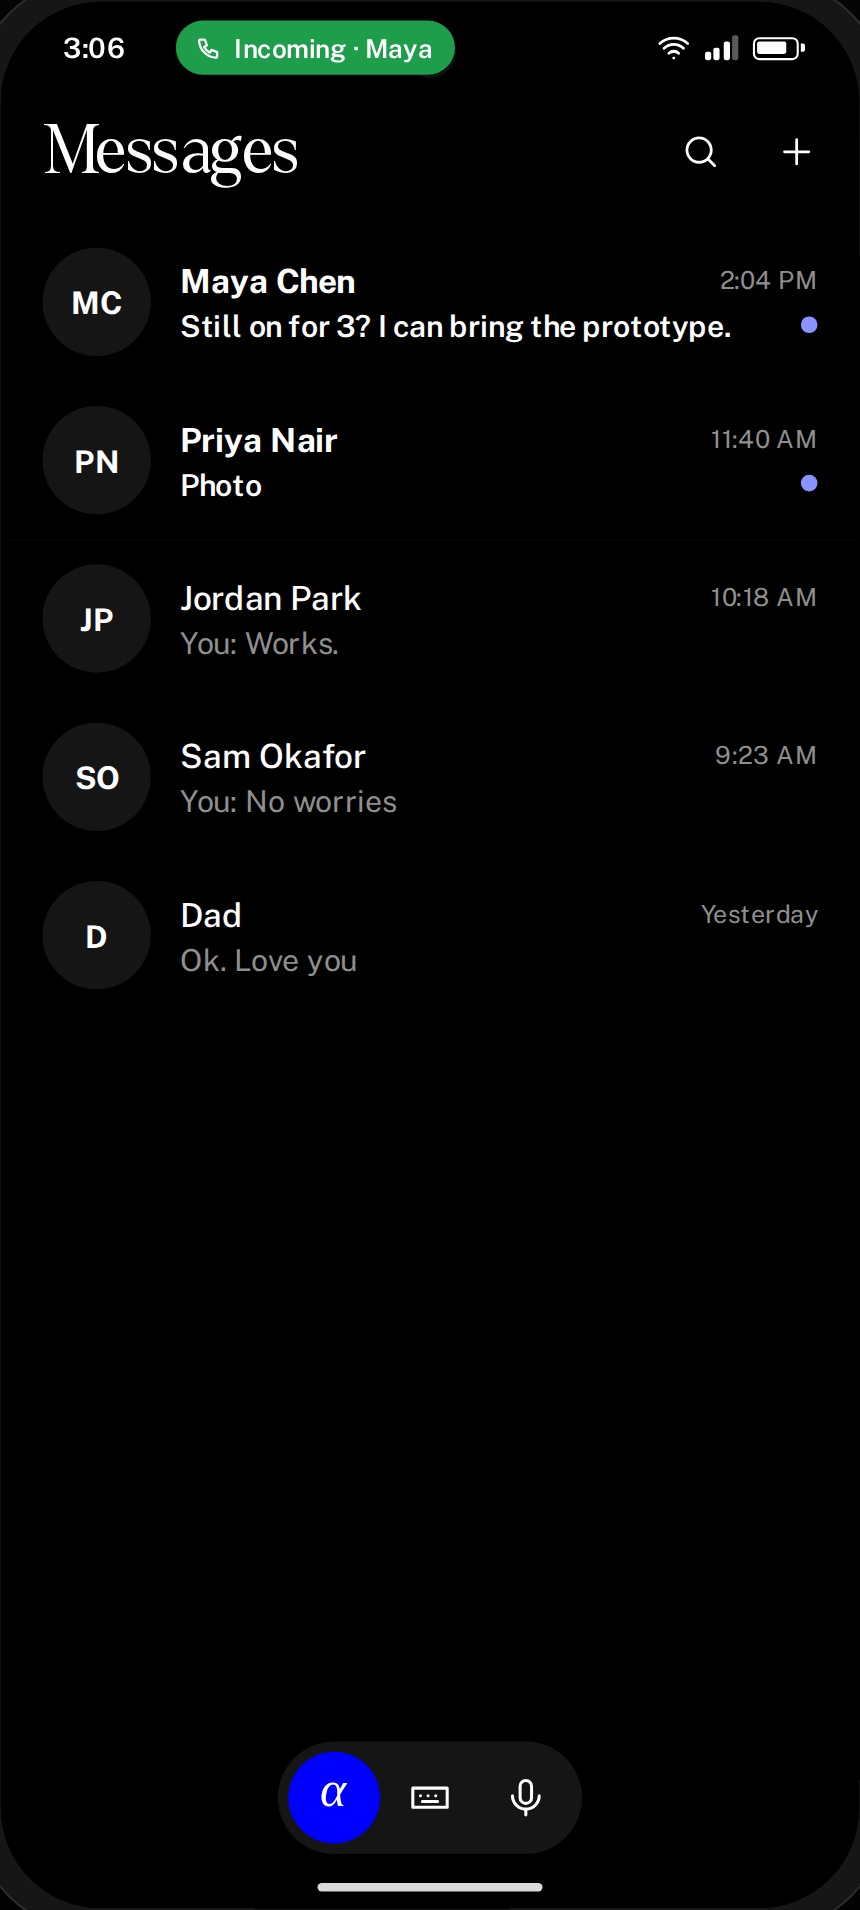 3:06
Incoming · Maya
Messages
MC
Maya Chen
2:04 PM
Still on for 3? I can bring the prototype.
PN
Priya Nair
11:40 AM
Photo
JP
Jordan Park
10:18 AM
You: Works.
SO
Sam Okafor
9:23 AM
You: No worries
D
Dad
Yesterday
Ok. Love you
α